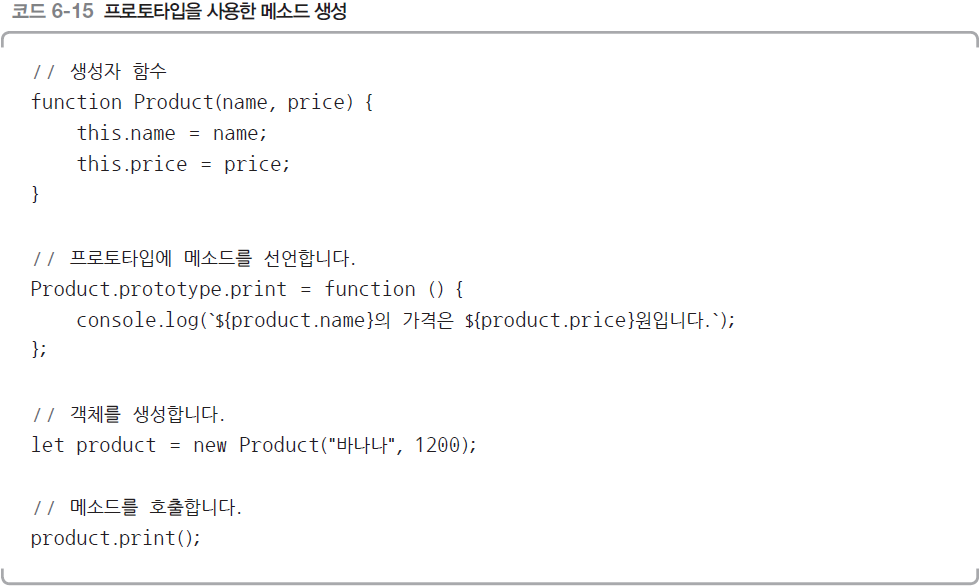 코드 6-15 프로토타입을 사용한 메소드 생성
// 생성자 함수
function Product(name, price) {
    this.name = name;
    this.price = price;
}
// 프로토타입에 메소드를 선언합니다.
Product.prototype.print = function () {
    console.log(`${product.name}의 가격은 ${product.price}원입니다.`);
};
// 객체를 생성합니다.
let product = new Product("바나나", 1200);
// 메소드를 호출합니다.
product.print();